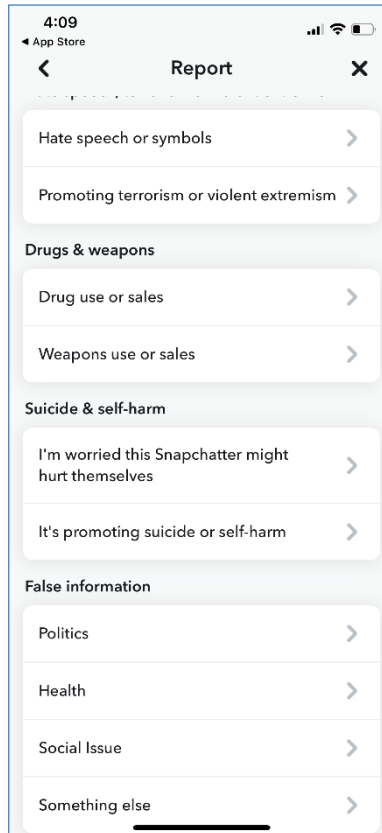 4:09
App Store
Report
Hate speech or symbols
Promoting terrorism or violent extremism
Drugs & weapons
Drug use or sales
Weapons use or sales
Suicide & self-harm
I'm worried this Snapchatter might
hurt themselves
It's promoting suicide or self-harm
False information
Politics
Health
Social Issue
Something else